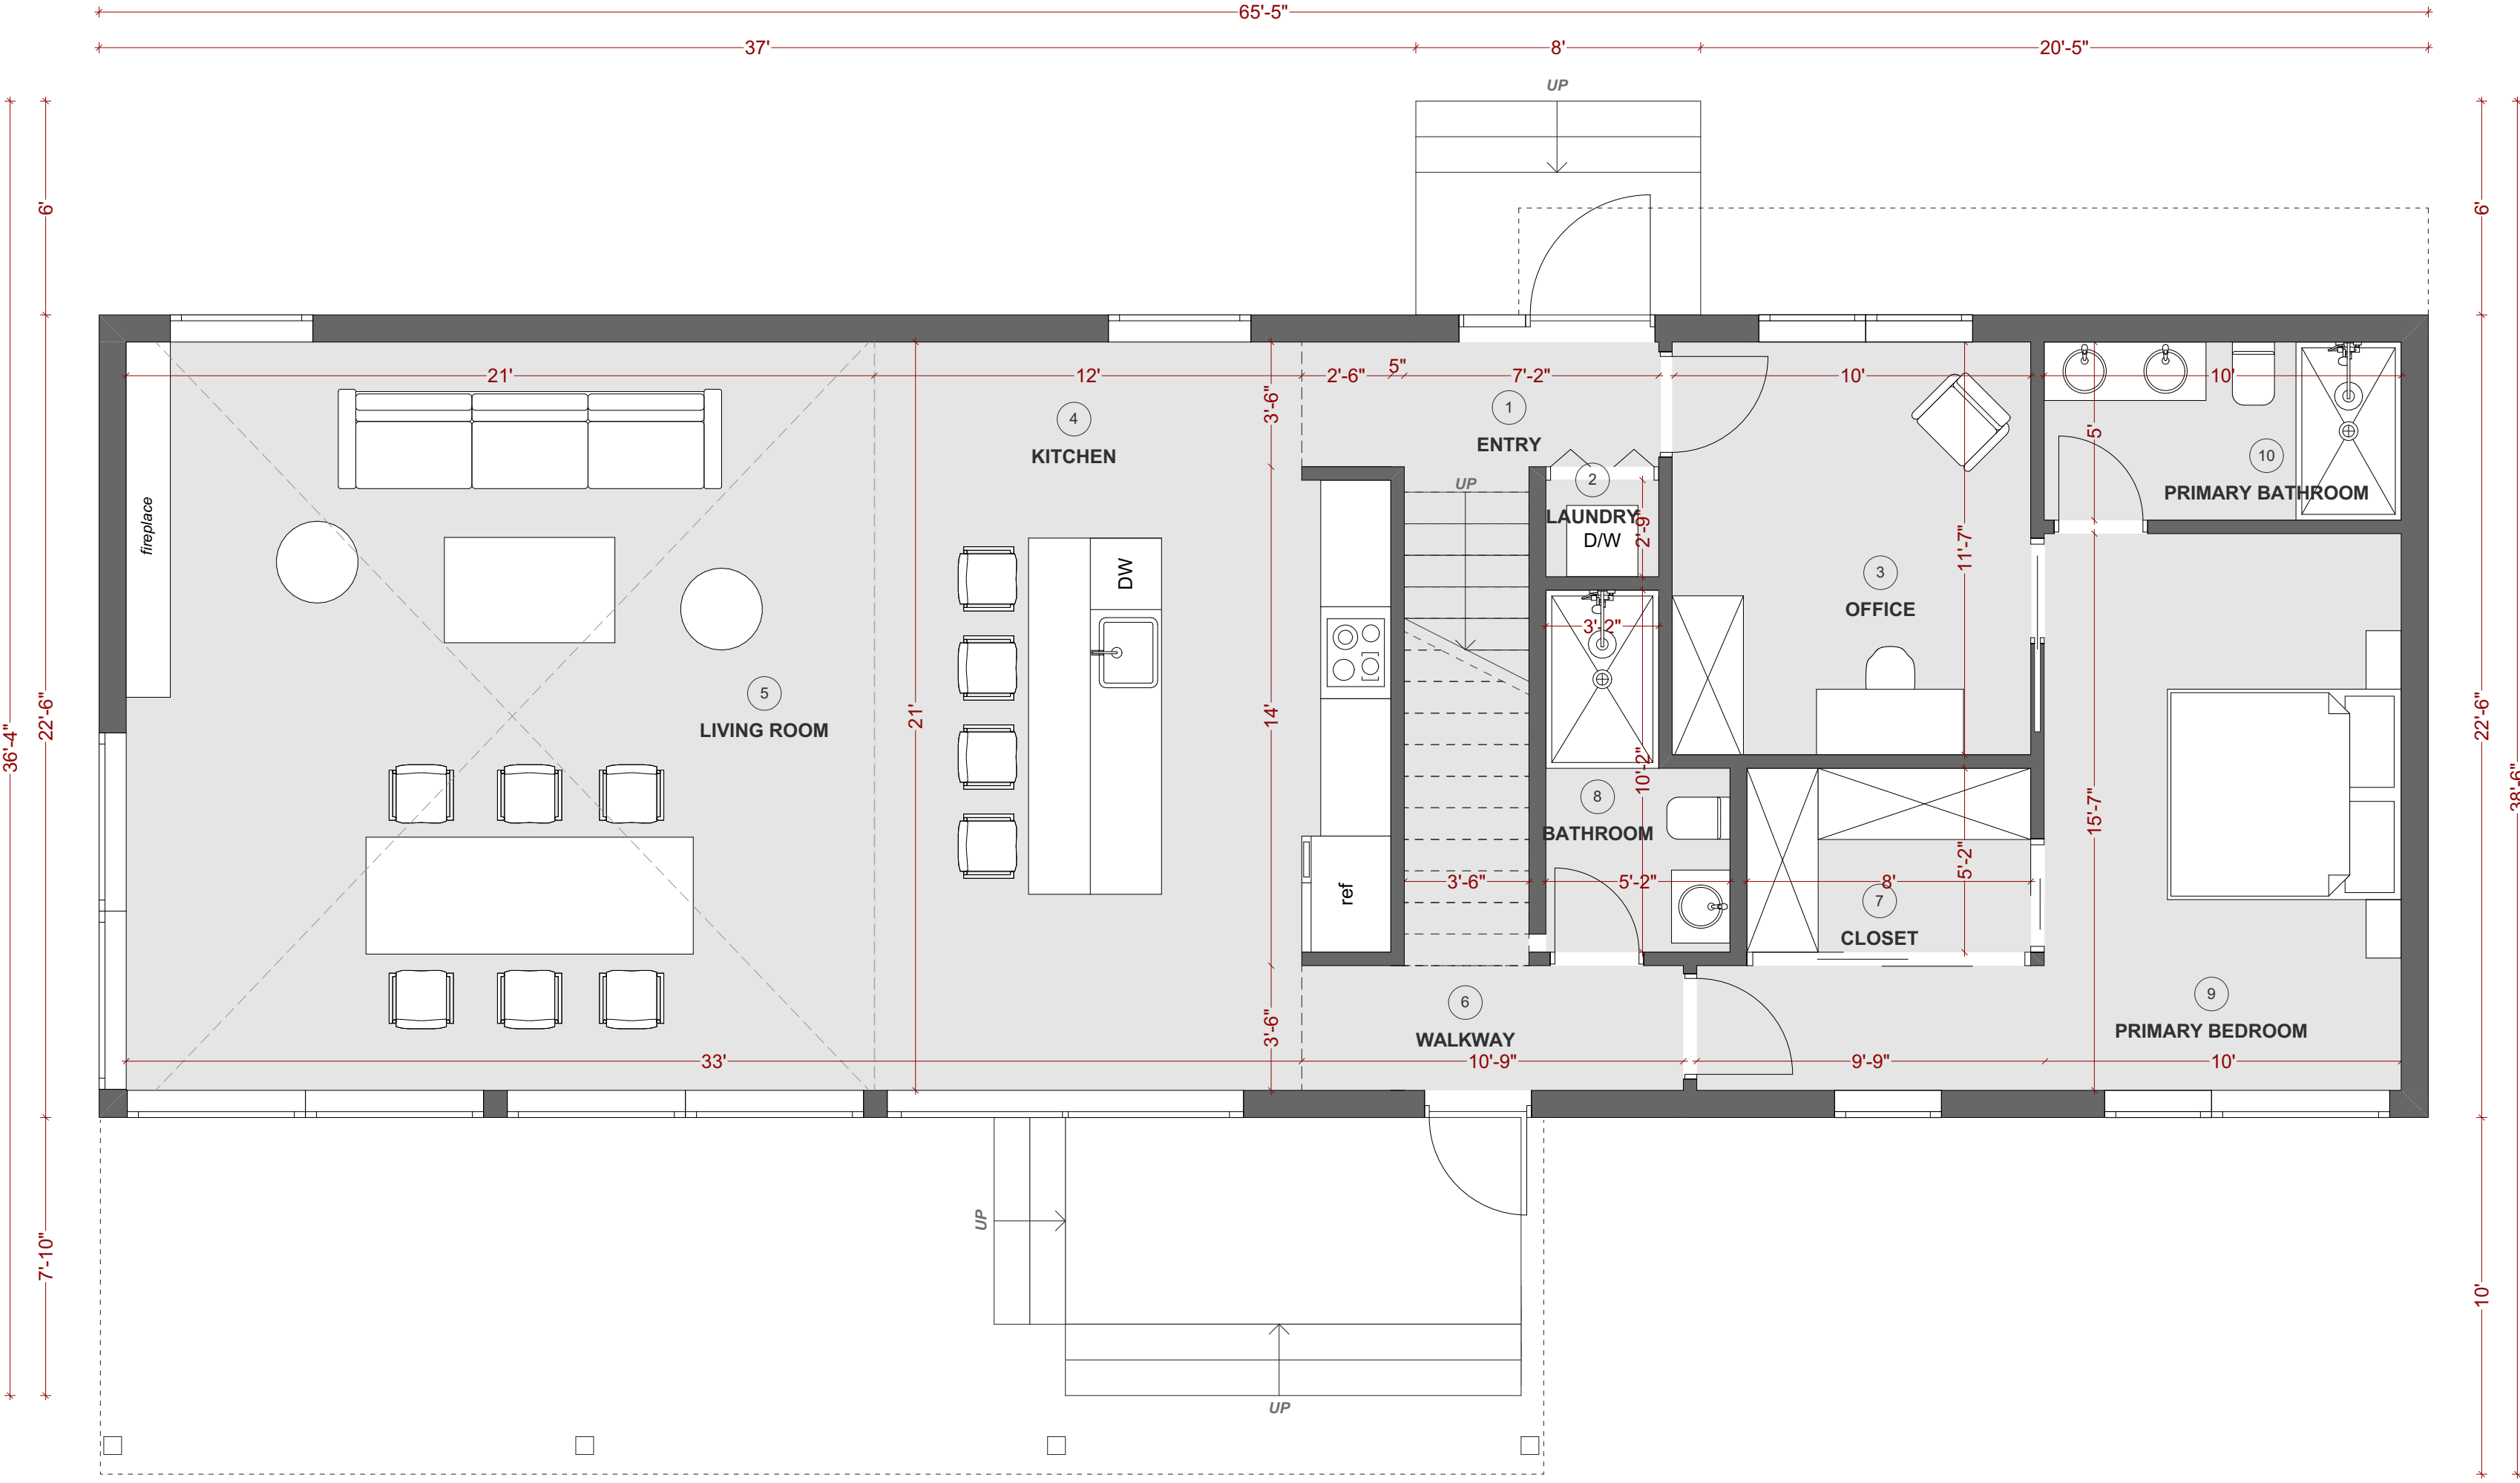 65'-5"
37'
8'
20'-5"
UP
6'
6'
21'
12'
2'-6"
5"
7'-2"
10'
10'
3'-6"
1
ENTRY
4
KITCHEN
5'
10
PRIMARY BATHROOM
fireplace
UP
2
LAUNDRY
D/W
2'-9"
11'-7"
DW
3
OFFICE
3'-2"
5
LIVING ROOM
36'-4"
22'-6"
21'
14'
22'-6"
38'-6"
10'-2"
8
BATHROOM
15'-7"
5'-2"
ref
3'-6"
5'-2"
8'
7
CLOSET
6
WALKWAY
9
PRIMARY BEDROOM
3'-6"
33'
10'-9"
9'-9"
10'
UP
7'-10"
10'
UP